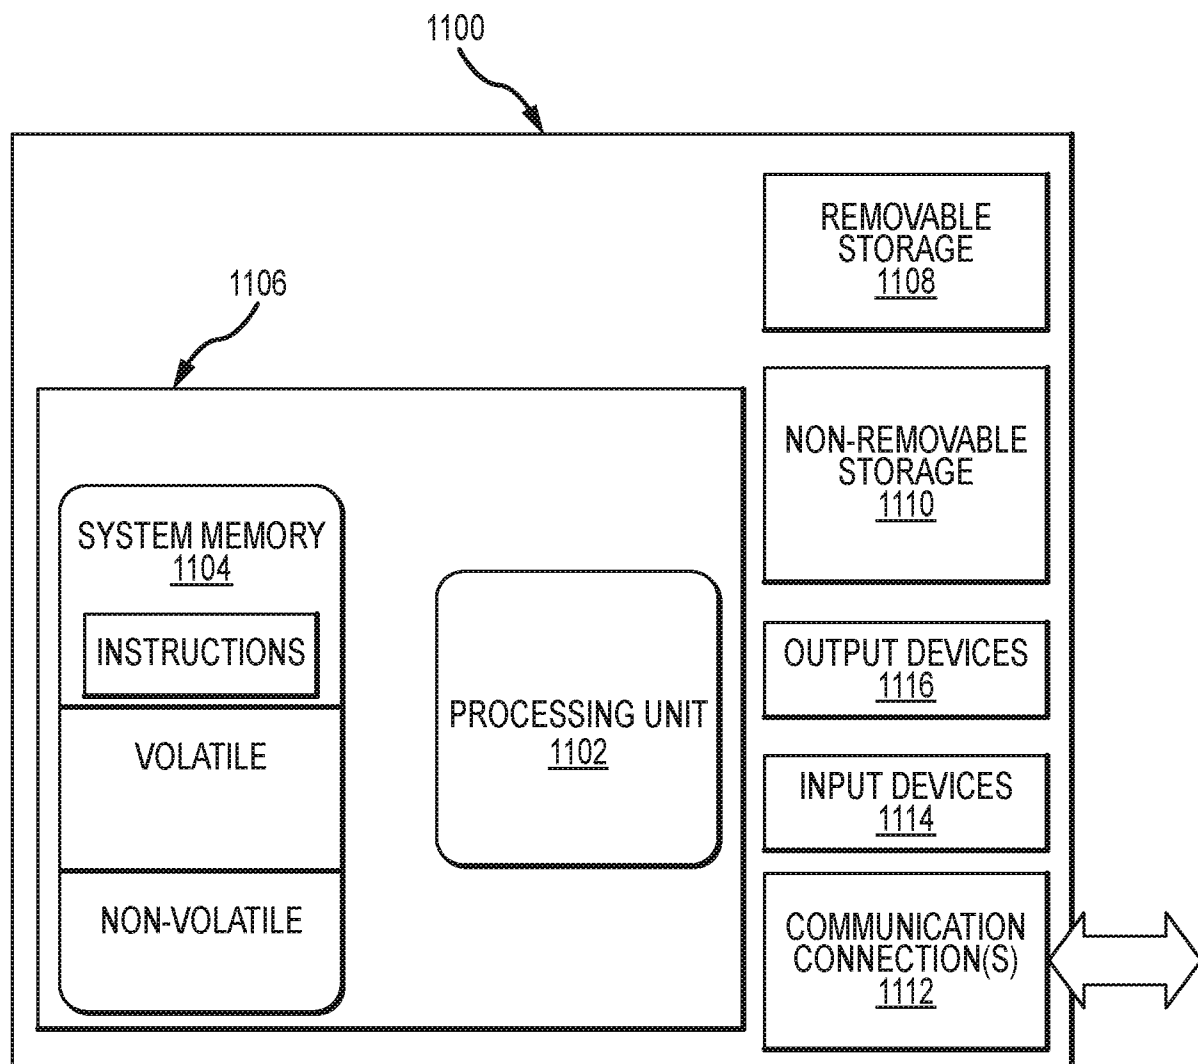 1100
1106
SYSTEM MEMORY
1104
INSTRUCTIONS
VOLATILE
NON-VOLATILE
PROCESSING UNIT
1102
REMOVABLE
STORAGE
1108
NON-REMOVABLE
STORAGE
1110
OUTPUT DEVICES
1116
INPUT DEVICES
1114
COMMUNICATION
CONNECTION(S)
1112